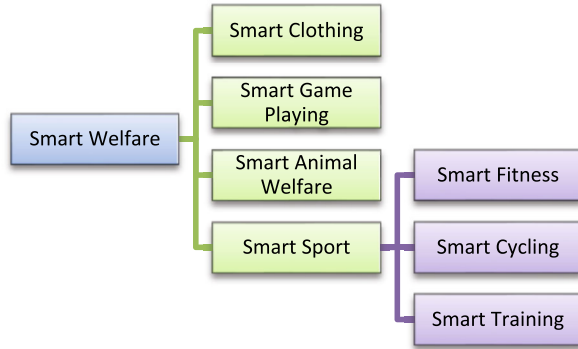 Smart Welfare
Smart Clothing
Smart Game
Playing
Smart Animal
Welfare
Smart Sport
Smart Fitness
Smart Cycling
Smart Training